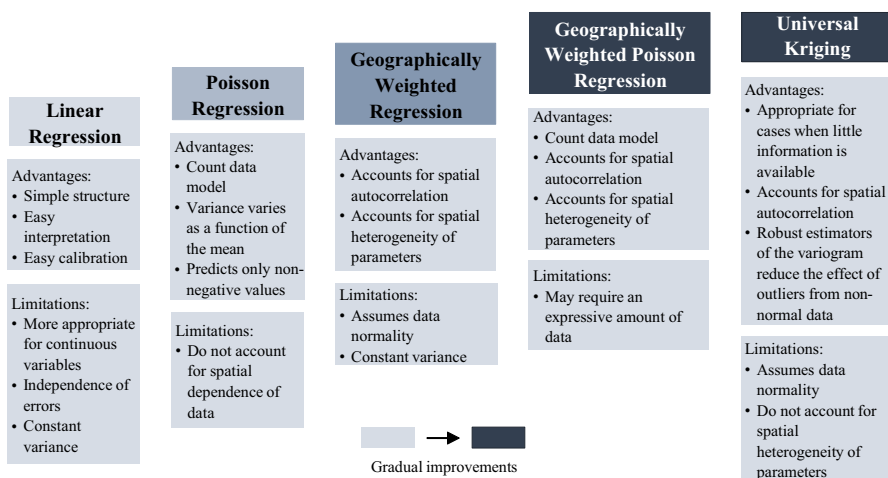 Linear
Regression
Advantages:
• Simple structure
• Easy
interpretation
• Easy calibration
Limitations:
• More appropriate
for continuous
variables
• Independence of
errors
• Constant
variance
Poisson
Regression
Advantages:
• Count data
model
• Variance varies
as a function of
the mean
• Predicts only non-
negative values
Limitations:
• Do not account
for spatial
dependence of
data
Geographically
Weighted
Regression
Advantages:
• Accounts for spatial
autocorrelation
• Accounts for spatial
heterogeneity of
parameters
Limitations:
• Assumes data
normality
• Constant variance
Geographically
Weighted Poisson
Regression
Advantages:
• Count data model
• Accounts for spatial
autocorrelation
• Accounts for spatial
heterogeneity of
parameters
Limitations:
• May require an
expressive amount of
data
Universal
Kriging
Advantages:
• Appropriate for
cases when little
information is
available
• Accounts for spatial
autocorrelation
• Robust estimators
of the variogram
reduce the effect of
outliers from non-
normal data
Limitations:
• Assumes data
normality
• Do not account for
spatial
heterogeneity of
parameters
Gradual improvements